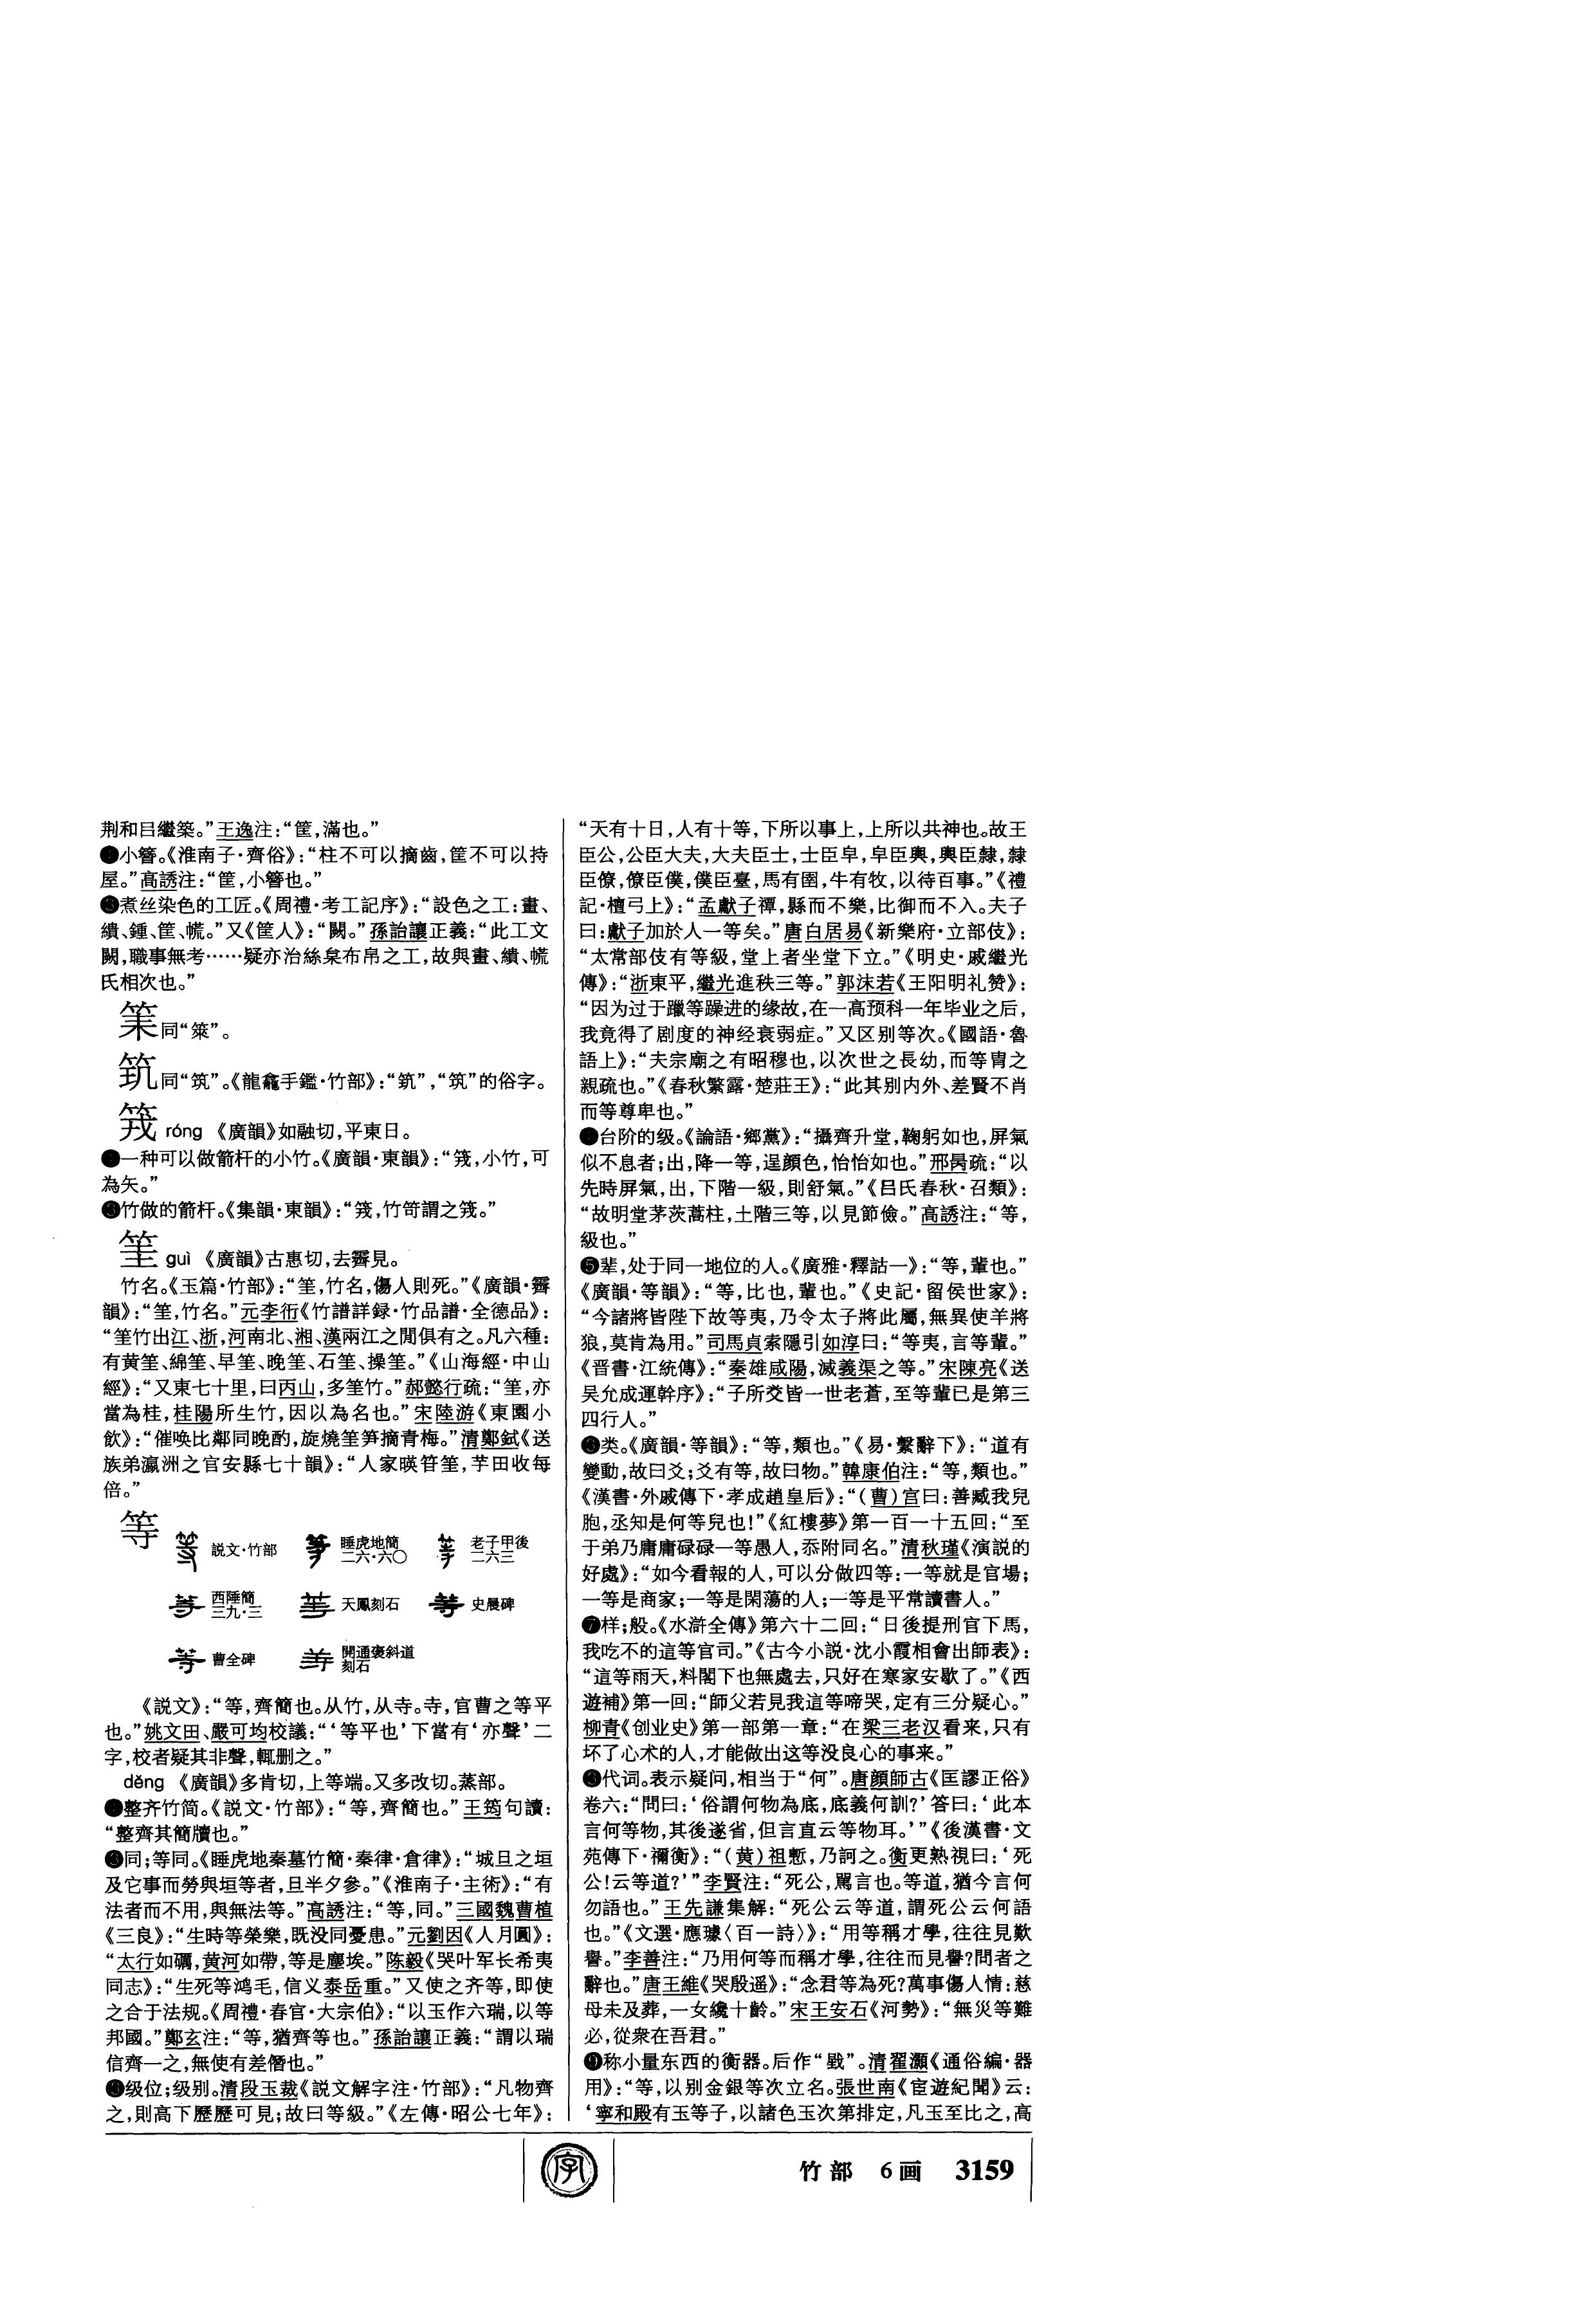 荆和吕繼築。”王逸注：“筐，滿也。”
小簪。《淮南子·齊俗》：“柱不可以摘齒，筐不可以持
屋。”高誘注：“筐，小簪也。”
煮丝染色的工匠。《周禮·考工記序》：“設色之工：畫、
繢、鍾、筐、㡆。”又《筐人》：“闕。”孫詒讓正義：“此工文
闕，職事無考……疑亦治絲枲布帛之工，故與畫、繢、㡆
氏相次也。”
同“築”。
同“筑”。《龍龕手鑑·竹部》：“”，“筑”的俗字。
茙 róng 《廣韻》如融切，平東日。
一种可以做箭杆的小竹。《廣韻·東韻》：“，小竹，可
為矢。”
竹做的箭杆。《集韻·東韻》：“，竹笴謂之。”
筀 guì 《廣韻》古惠切，去霽見。
竹名。《玉篇·竹部》：“筀，竹名，傷人則死。”《廣韻·霽
韻》：“筀，竹名。”元李衎《竹譜詳録·竹品譜·全德品》：
“筀竹出江、浙，河南北、湘、漢兩江之間俱有之。凡六種：
有黄筀、綿筀、早筀、晚筀、石筀、操筀。”《山海經·中山
經》：“又東七十里，曰丙山，多筀竹。”郝懿行疏：“筀，亦
當為桂，桂陽所生竹，因以為名也。”宋陸游《東園小
飲》：“催唤比鄰同晚酌，旋燒筀笋摘青梅。”清鄭鉽《送
族弟瀛洲之官安縣七十韻》：“人家暎筀，芋田收每
倍。”
等
説文·竹部 睡虎地簡二六·六〇 老子甲後二六三
西陲簡三九·三 天鳳刻石 史晨碑
曹全碑 開通褒斜道刻石
《説文》：“等，齊簡也。从竹，从寺。寺，官曹之等平
也。”姚文田、嚴可均校議：“‘等平也’下當有‘亦聲’二
字，校者疑其非聲，輒删之。”
děng 《廣韻》多肯切，上等端。又多改切。蒸部。
整齐竹简。《説文·竹部》：“等，齊簡也。”王筠句讀：
“整齊其簡牘也。”
同；等同。《睡虎地秦墓竹簡·秦律·倉律》：“城旦之垣
及它事而勞與垣等者，旦半夕參。”《淮南子·主術》：“有
法者而不用，與無法等。”高誘注：“等，同。”三國魏曹植
《三良》：“生時等榮樂，既没同憂患。”元劉因《人月圓》：
“太行如礪，黄河如帶，等是塵埃。”陈毅《哭叶军长希夷
同志》：“生死等鸿毛，信义泰岳重。”又使之齐等，即使
之合于法规。《周禮·春官·大宗伯》：“以玉作六瑞，以等
邦國。”鄭玄注：“等，猶齊等也。”孫詒讓正義：“謂以瑞
信齊一之，無使有差僭也。”
级位；级别。清段玉裁《説文解字注·竹部》：“凡物齊
之，則高下歷歷可見；故曰等級。”《左傳·昭公七年》：
“天有十日，人有十等，下所以事上，上所以共神也。故王
臣公，公臣大夫，大夫臣士，士臣皁，皁臣輿，輿臣隸，隸
臣僚，僚臣僕，僕臣臺，馬有圉，牛有牧，以待百事。”《禮
記·檀弓上》：“孟獻子禫，縣而不樂，比御而不入。夫子
曰：獻子加於人一等矣。”唐白居易《新樂府·立部伎》：
“太常部伎有等級，堂上者坐堂下立。”《明史·戚繼光
傳》：“浙東平，繼光進秩三等。”郭沫若《王阳明礼赞》：
“因为过于躐等躁进的缘故，在一高预科一年毕业之后，
我竟得了剧度的神经衰弱症。”又区别等次。《國語·魯
語上》：“夫宗廟之有昭穆也，以次世之長幼，而等胄之
親疏也。”《春秋繁露·楚莊王》：“此其别内外、差賢不肖
而等尊卑也。”
台阶的级。《論語·鄉黨》：“攝齊升堂，鞠躬如也，屏氣
似不息者；出，降一等，逞顔色，怡怡如也。”邢昺疏：“以
先時屏氣，出，下階一級，則舒氣。”《吕氏春秋·召類》：
“故明堂茅茨蒿柱，土階三等，以見節儉。”高誘注：“等，
級也。”
❺辈，处于同一地位的人。《廣雅·釋詁一》：“等，輩也。”
《廣韻·等韻》：“等，比也，輩也。”《史記·留侯世家》：
“今諸將皆陛下故等夷，乃令太子將此屬，無異使羊將
狼，莫肯為用。”司馬貞索隱引如淳曰：“等夷，言等輩。”
《晋書·江統傳》：“秦雄咸陽，滅義渠之等。”宋陳亮《送
吴允成運幹序》：“子所爻皆一世老蒼，至等輩已是第三
四行人。”
类。《廣韻·等韻》：“等，類也。”《易·繫辭下》：“道有
變動，故曰爻；爻有等，故曰物。”韓康伯注：“等，類也。”
《漢書·外戚傳下·孝成趙皇后》：“（曹）宫曰：善臧我兒
胞，丞知是何等兒也！”《紅樓夢》第一百一十五回：“至
于弟乃庸庸碌碌一等愚人，忝附同名。”清秋瑾《演説的
好處》：“如今看報的人，可以分做四等：一等就是官場；
一等是商家；一等是閑蕩的人；一等是平常讀書人。”
❼样；般。《水滸全傳》第六十二回：“日後提刑官下馬，
我吃不的這等官司。”《古今小説·沈小霞相會出師表》：
“這等雨天，料閣下也無處去，只好在寒家安歇了。”《西
遊補》第一回：“師父若見我這等啼哭，定有三分疑心。”
柳青《创业史》第一部第一章：“在梁三老汉看来，只有
坏了心术的人，才能做出这等没良心的事来。”
代词。表示疑问，相当于“何”。唐顔師古《匡謬正俗》
卷六：“問曰：‘俗謂何物為底，底義何訓？’答曰：‘此本
言何等物，其後遂省，但言直云等物耳。’”《後漢書·文
苑傳下·禰衡》：“（黄）祖慙，乃訶之。衡更熟視曰：‘死
公！云等道？’”李賢注：“死公，罵言也。等道，猶今言何
勿語也。”王先謙集解：“死公云等道，謂死公云何語
也。”《文選·應璩〈百一詩〉》：“用等稱才學，往往見歎
譽。”李善注：“乃用何等而稱才學，往往而見譽？問者之
辭也。”唐王維《哭殷遥》：“念君等為死？萬事傷人情：慈
母未及葬，一女纔十齡。”宋王安石《河勢》：“無災等難
必，從衆在吾君。”
❾称小量东西的衡器。后作“戥”。清翟灝《通俗編·器
用》：“等，以别金銀等次立名。張世南《宦遊紀聞》云：
‘寧和殿有玉等子，以諸色玉次第排定，凡玉至比之，高
字
竹部 6画 3159